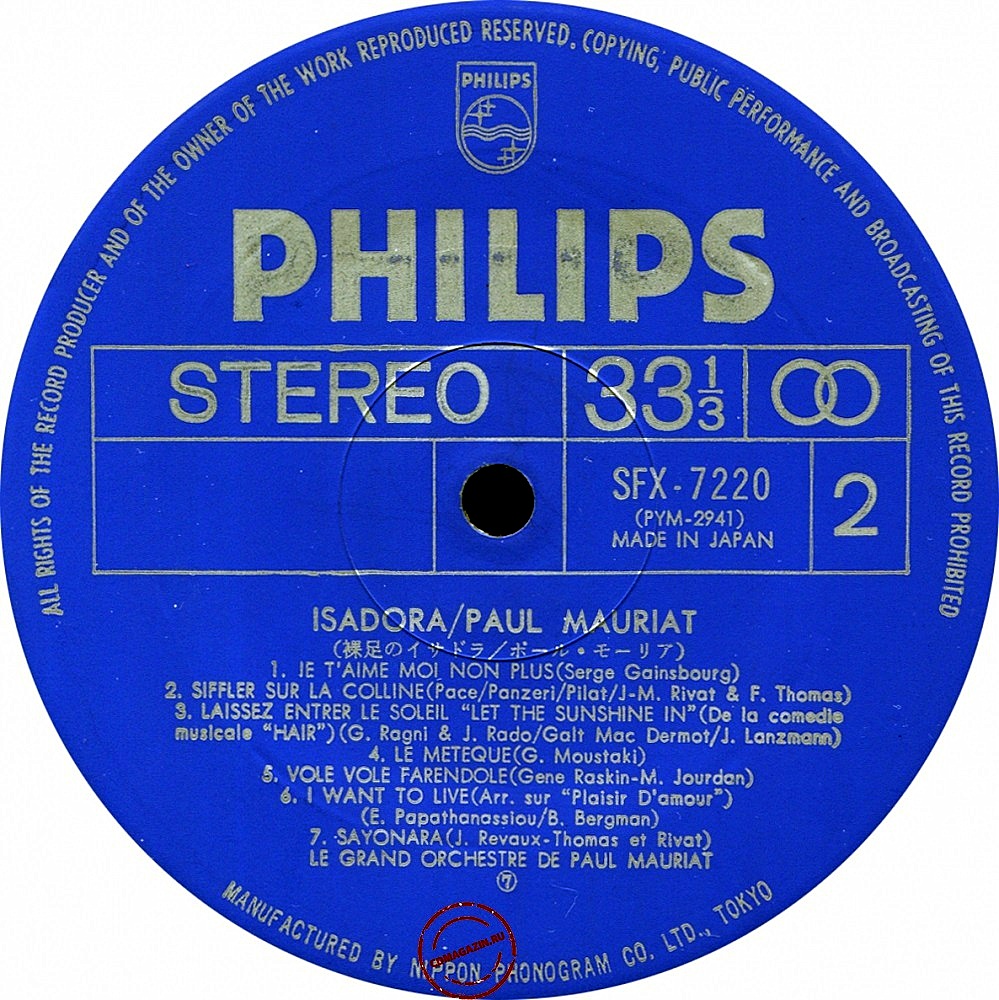 ALL RIGHTS OF THE RECORD PRODUCER AND OF THE OWNER OF THE WORK REPRODUCED RESERVED. COPYING, PUBLIC PERFORMANCE AND BROADCASTING OF THIS RECORD PROHIBITED
PHILIPS
PHILIPS
STEREO 33 1/3
SFX-7220
(PYM-2941)
MADE IN JAPAN
2
ISADORA/PAUL MAURIAT
(裸足のイサドラ/ポール・モーリア)
1. JE T'AIME MOI NON PLUS(Serge Gainsbourg)
2. SIFFLER SUR LA COLLINE(Pace/Panzeri/Pilat/J-M. Rivat & F. Thomas)
3. LAISSEZ ENTRER LE SOLEIL "LET THE SUNSHINE IN"(De la comedie
musicale "HAIR")(G. Ragni & J. Rado/Galt Mac Dermot/J. Lanzmann)
4. LE METEQUE(G. Moustaki)
5. VOLE VOLE FARENDOLE(Gene Raskin-M. Jourdan)
6. I WANT TO LIVE(Arr. sur "Plaisir D'amour")
(E. Papathanassiou/B. Bergman)
7. SAYONARA(J. Revaux-Thomas et Rivat)
LE GRAND ORCHESTRE DE PAUL MAURIAT
⑦
MANUFACTURED BY NIPPON PHONOGRAM CO. LTD., TOKYO
CDMAGAZIN.RU